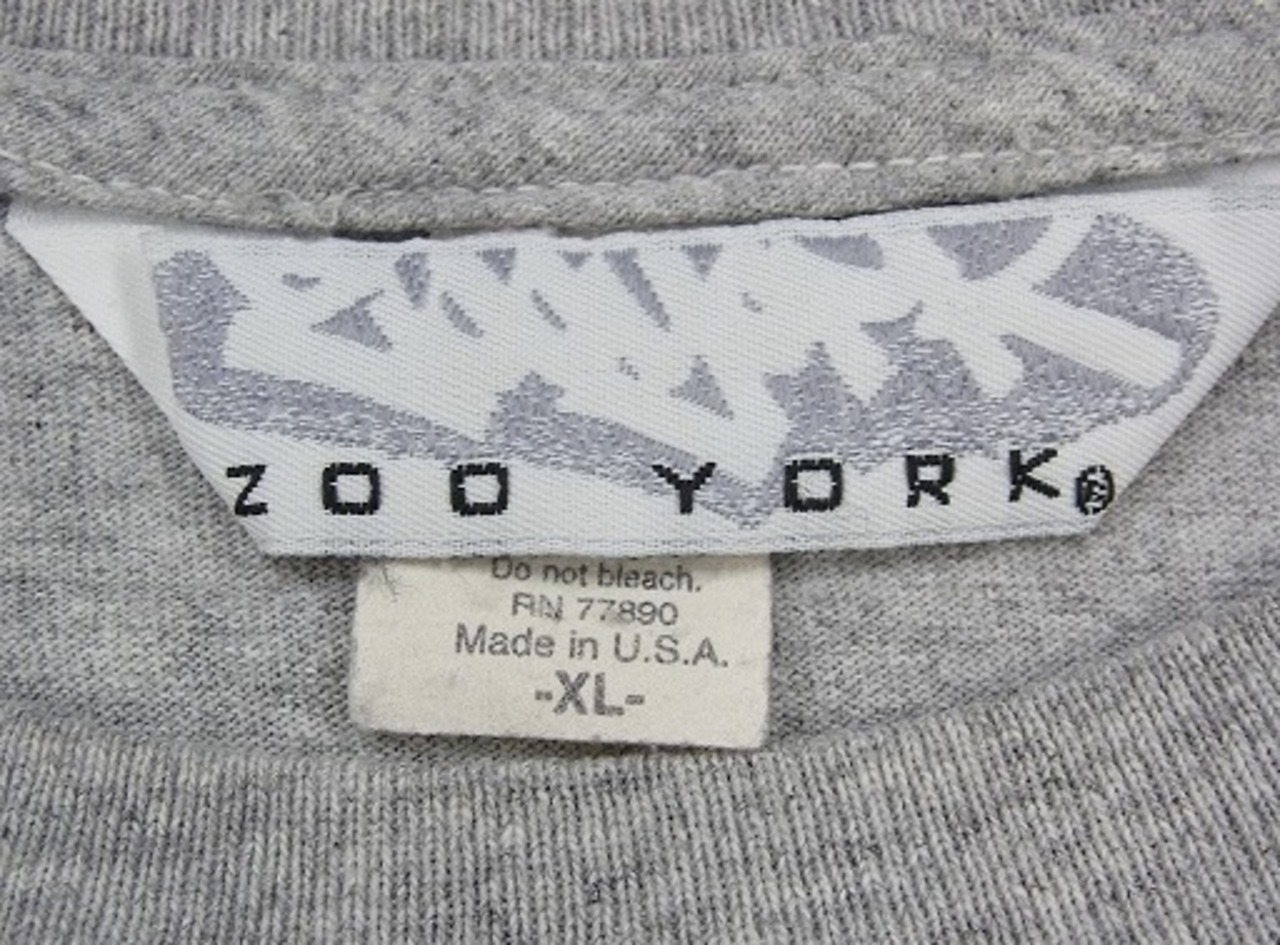 ZOO YORK®
Do not bleach.
RN 77890
Made in U.S.A.
-XL-